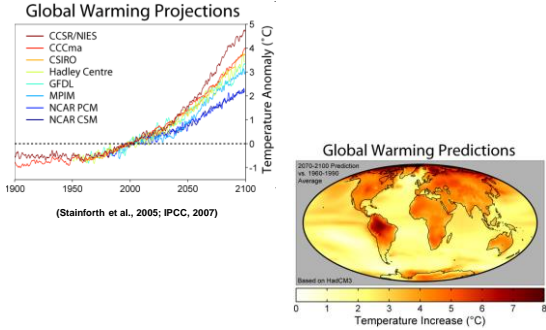 Global Warming Projections
CCSR/NIES
CCCma
CSIRO
Hadley Centre
GFDL
MPIM
NCAR PCM
NCAR CSM
5
4
3
2
1
0
-1
Temperature Anomaly (°C)
1900 1950 2000 2050 2100
(Stainforth et al., 2005; IPCC, 2007)
Global Warming Predictions
2070-2100 Prediction
vs. 1960-1990
Average
Based on HadCM3
0 1 2 3 4 5 6 7 8
Temperature Increase (°C)